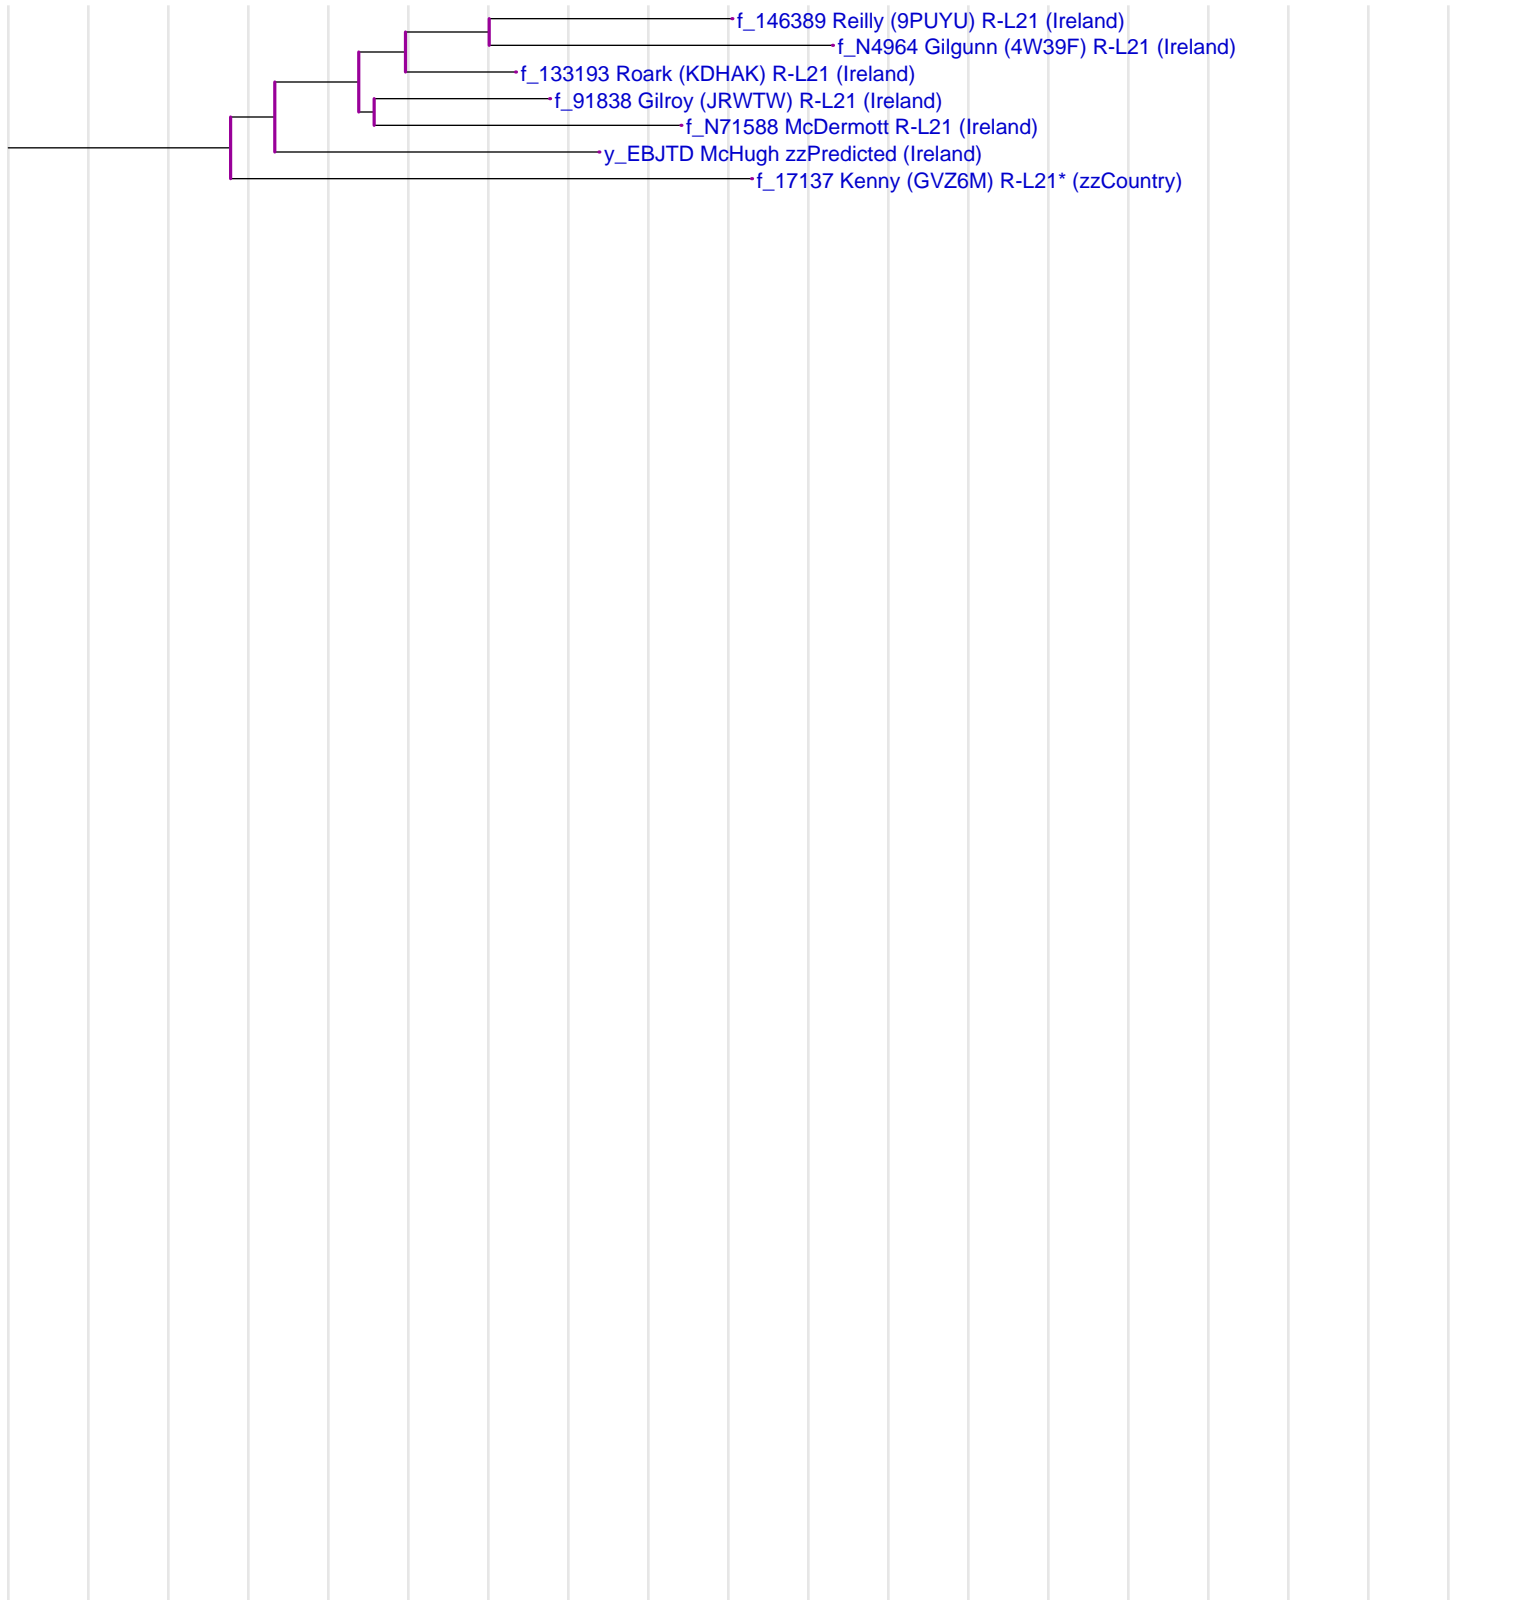 f_146389 Reilly (9PUYU) R-L21 (Ireland)
f_N4964 Gilgunn (4W39F) R-L21 (Ireland)
f_133193 Roark (KDHAK) R-L21 (Ireland)
f_91838 Gilroy (JRWTW) R-L21 (Ireland)
f_N71588 McDermott R-L21 (Ireland)
y_EBJTD McHugh zzPredicted (Ireland)
f_17137 Kenny (GVZ6M) R-L21* (zzCountry)